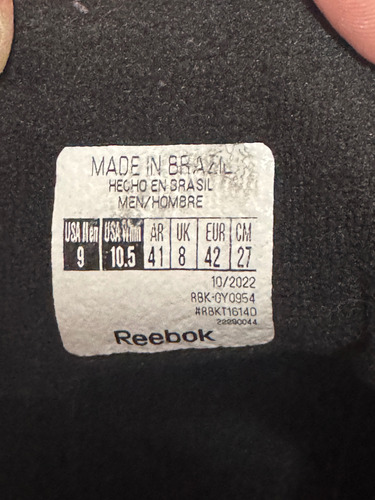 MADE IN BRAZIL
HECHO EN BRASIL
MEN/HOMBRE
USA Men USA Wmn AR UK EUR CM
9 10.5 41 8 42 27
10/2022
RBK-GY0954
#RBKT16140
22290044
Reebok